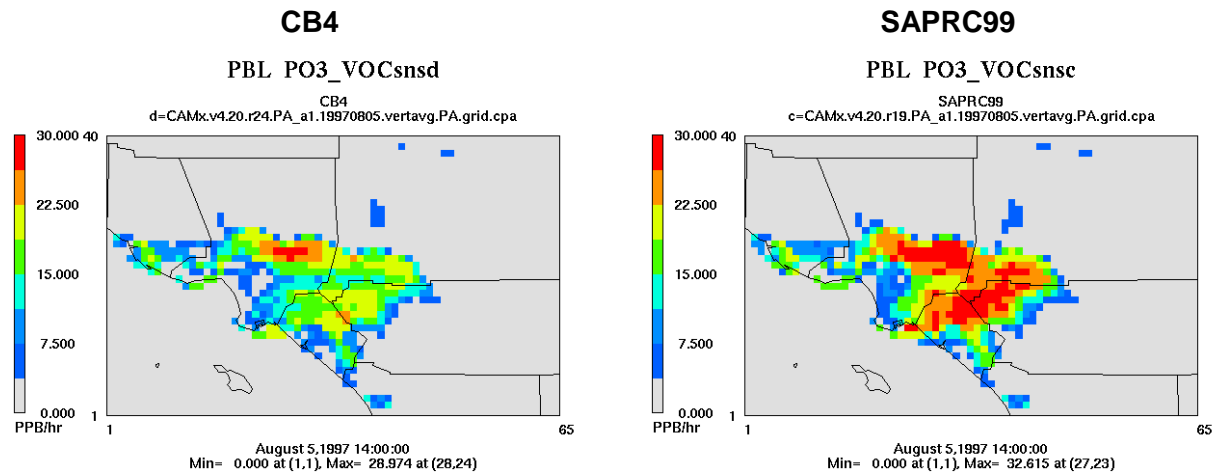 CB4
PBL PO3_VOCsnsd
CB4
d=CAMx.v4.20.r24.PA_a1.19970805.vertavg.PA.grid.cpa
30.000
22.500
15.000
7.500
0.000
PPB/hr
40
1
1
65
August 5,1997 14:00:00
Min= 0.000 at (1,1), Max= 28.974 at (28,24)
SAPRC99
PBL PO3_VOCsnsc
SAPRC99
c=CAMx.v4.20.r19.PA_a1.19970805.vertavg.PA.grid.cpa
30.000
22.500
15.000
7.500
0.000
PPB/hr
40
1
1
65
August 5,1997 14:00:00
Min= 0.000 at (1,1), Max= 32.615 at (27,23)